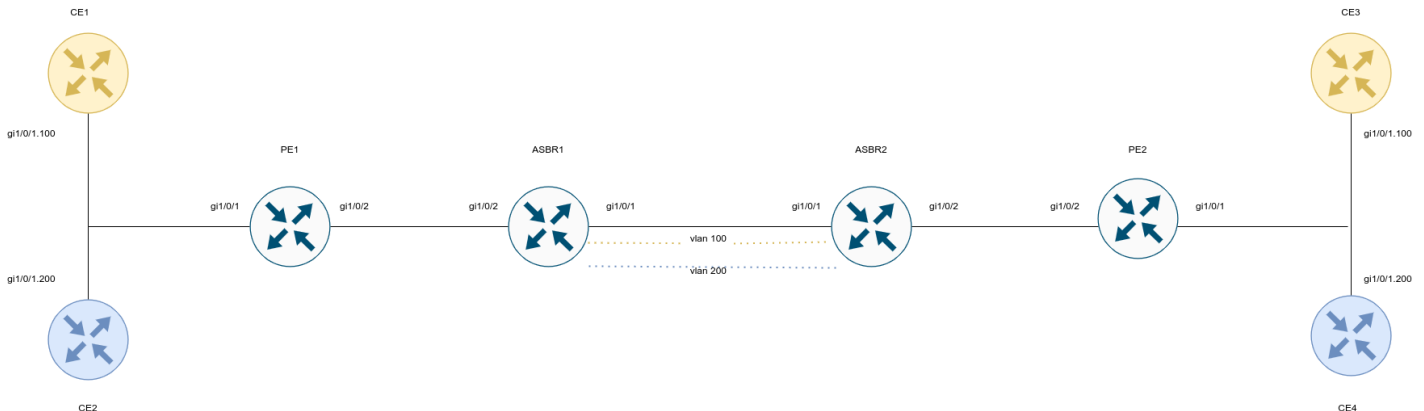 CE1
CE3
gi1/0/1.100
gi1/0/1.100
PE1
ASBR1
ASBR2
PE2
gi1/0/1
gi1/0/2
gi1/0/2
gi1/0/1
gi1/0/1
gi1/0/2
gi1/0/2
gi1/0/1
vlan 100
vlan 200
gi1/0/1.200
gi1/0/1.200
CE2
CE4